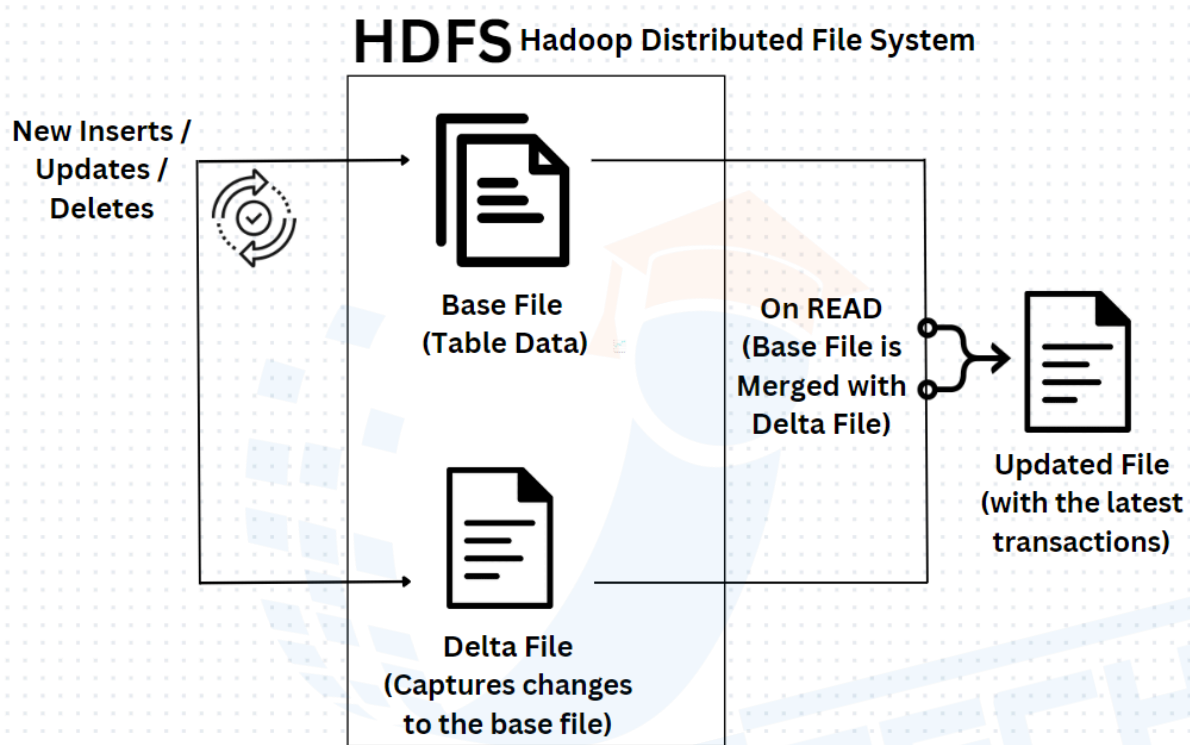 HDFS Hadoop Distributed File System
New Inserts /
Updates /
Deletes
Base File
(Table Data)
On READ
(Base File is
Merged with
Delta File)
Updated File
(with the latest
transactions)
Delta File
(Captures changes
to the base file)